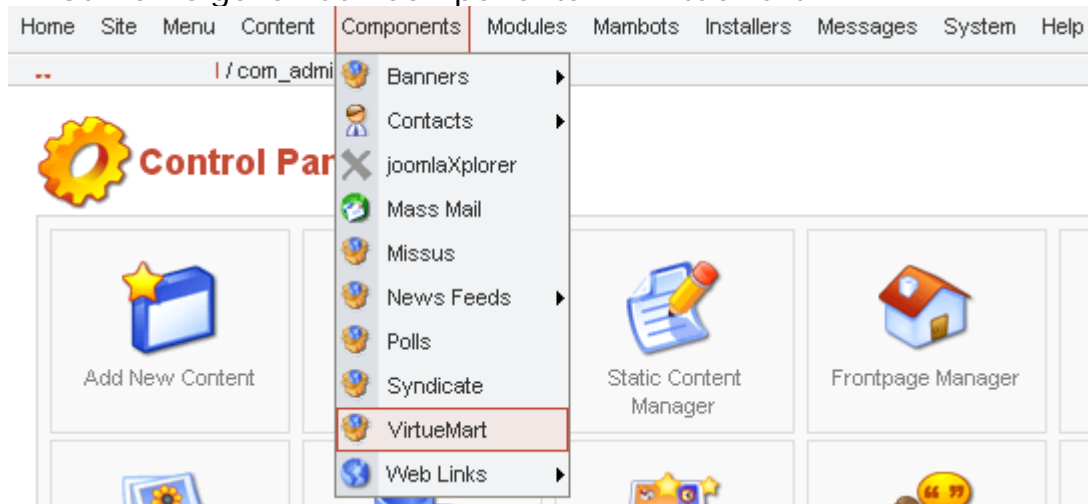 Home Site Menu Content Components Modules Mambots Installers Messages System Help
/ com_admi
Banners
Contacts
Control Par
joomlaXplorer
Mass Mail
Missus
News Feeds
Polls
Syndicate
VirtueMart
Web Links
Add New Content
Static Content
Manager
Frontpage Manager